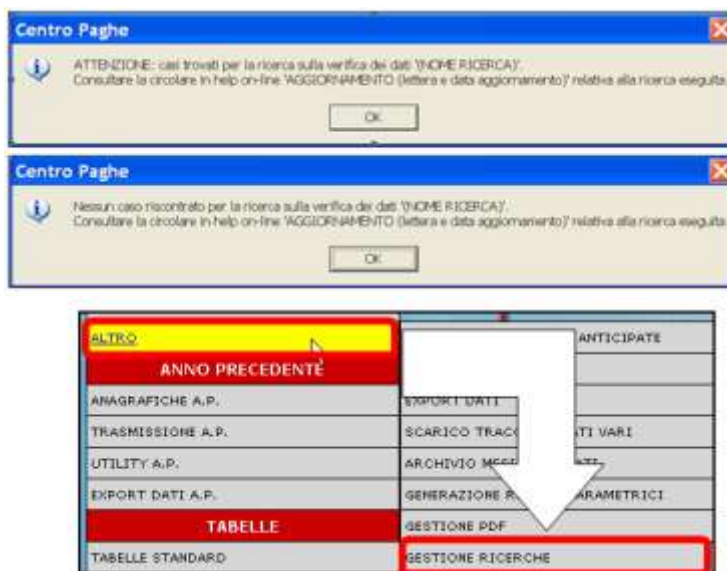 Centro Paghe
ATTENZIONE: casi trovati per la ricerca sulla verifica dei dati '(NOME RICERCA)'.
Consultare la circolare in help on-line 'AGGIORNAMENTO (lettera e data aggiornamento)' relativa alla ricerca eseguita.
OK
Centro Paghe
Nessun caso riscontrato per la ricerca sulla verifica dei dati '(NOME RICERCA)'.
Consultare la circolare in help on-line 'AGGIORNAMENTO (lettera e data aggiornamento)' relativa alla ricerca eseguita.
OK
ALTRO
ANTICIPATE
ANNO PRECEDENTE
ANAGRAFICHE A.P.
EXPORT DATI
TRASMISSIONE A.P.
SCARICO TRACC
ATI VARI
UTILITY A.P.
ARCHIVIO
EXPORT DATI A.P.
GENERAZIONE
PARAMETRICI
TABELLE
GESTIONE PDF
TABELLE STANDARD
GESTIONE RICERCHE